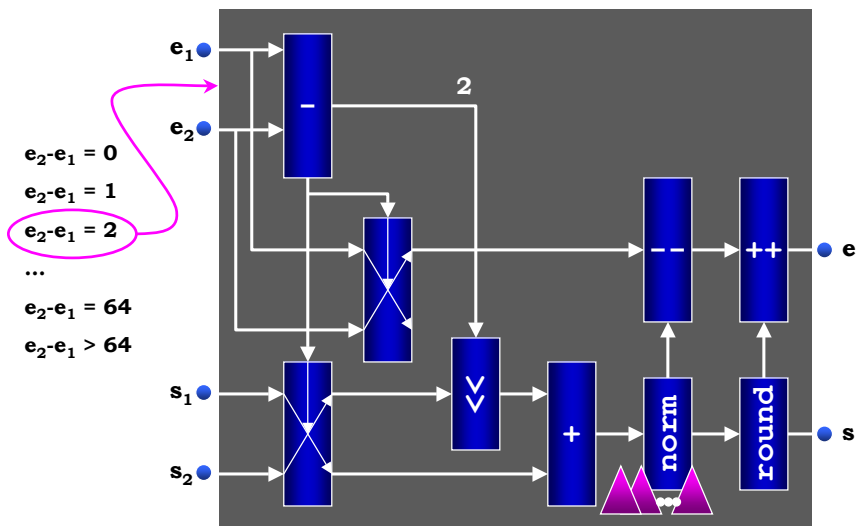 e₁
e₂
-
2
e₂-e₁ = 0
e₂-e₁ = 1
e₂-e₁ = 2
...
e₂-e₁ = 64
e₂-e₁ > 64
--
++
e
s₁
s₂
>>
+
norm
round
s